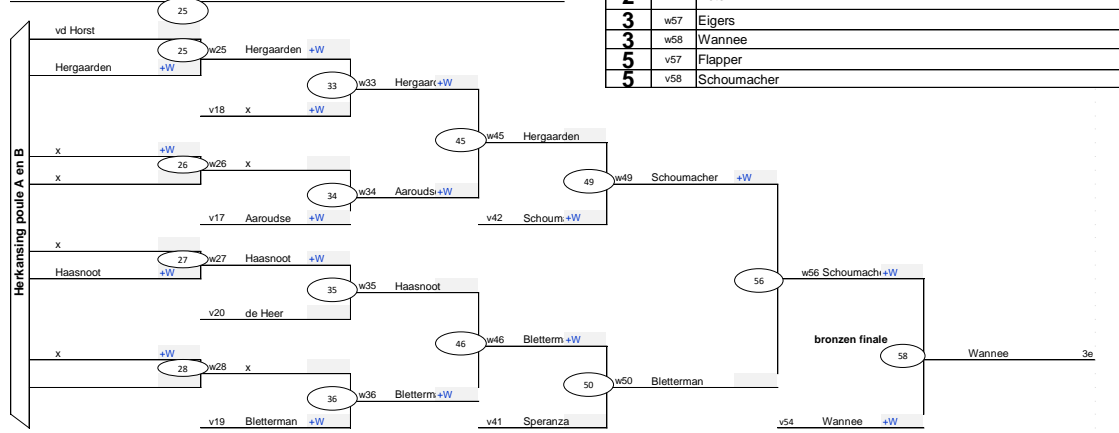 25
3 w57 Eigers
3 w58 Wannee
5 v57 Flapper
5 v58 Schoumacher
Herkansing poule A en B
vd Horst
25 w25 Hergaarden +W
Hergaarden +W
33 w33 Hergaar +W
v18 x +W
45 w45 Hergaarden
x +W
26 w26 x
x
34 w34 Aarouds +W
49 w49 Schoumacher +W
v17 Aaroudse +W
v42 Schoum +W
x
27 w27 Haasnoot +W
Haasnoot +W
56 w56 Schoumach +W
35 w35 Haasnoot
v20 de Heer
bronzen finale
46 w46 Bletterm +W
x +W
58 Wannee 3e
28 w28 x
50 w50 Bletterman
36 w36 Bletterm +W
v19 Bletterman +W
v41 Speranza
v54 Wannee +W